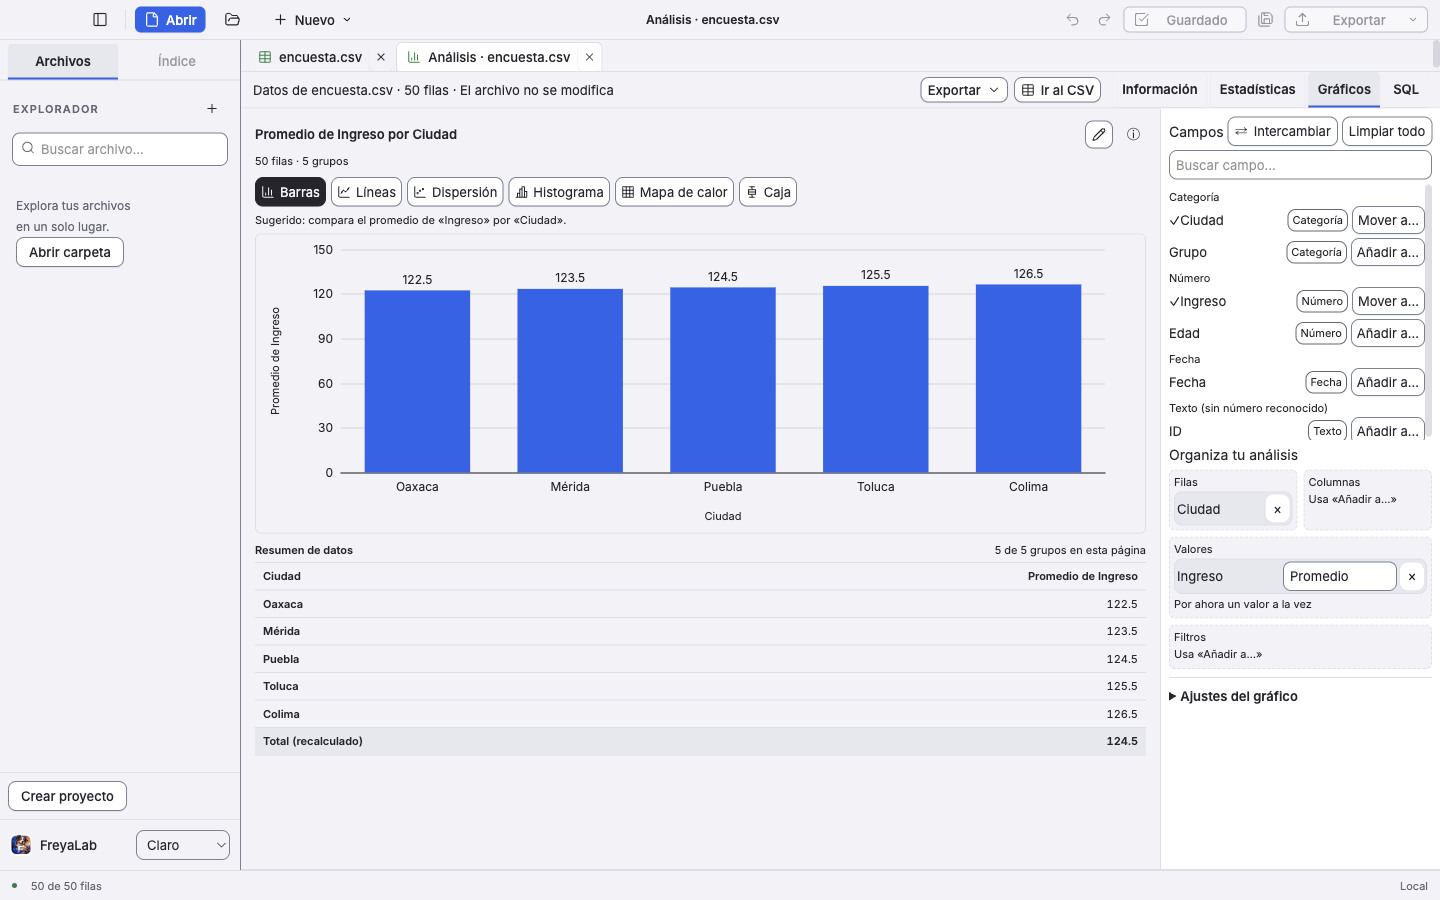 Abrir
Nuevo
Análisis · encuesta.csv
Guardado
Exportar
Archivos
Índice
EXPLORADOR
Buscar archivo...
Explora tus archivos
en un solo lugar.
Abrir carpeta
Crear proyecto
FreyaLab
Claro
encuesta.csv
Análisis · encuesta.csv
Datos de encuesta.csv · 50 filas · El archivo no se modifica
Exportar
Ir al CSV
Información
Estadísticas
Gráficos
SQL
Promedio de Ingreso por Ciudad
50 filas · 5 grupos
Barras
Líneas
Dispersión
Histograma
Mapa de calor
Caja
Sugerido: compara el promedio de «Ingreso» por «Ciudad».
150
120
90
60
30
0
Promedio de Ingreso
122.5
123.5
124.5
125.5
126.5
Oaxaca
Mérida
Puebla
Toluca
Colima
Ciudad
Resumen de datos
5 de 5 grupos en esta página
Ciudad Promedio de Ingreso
Oaxaca 122.5
Mérida 123.5
Puebla 124.5
Toluca 125.5
Colima 126.5
Total (recalculado) 124.5
Campos
Intercambiar
Limpiar todo
Buscar campo...
Categoría
✓Ciudad Categoría Mover a...
Grupo Categoría Añadir a...
Número
✓Ingreso Número Mover a...
Edad Número Añadir a...
Fecha
Fecha Fecha Añadir a...
Texto (sin número reconocido)
ID Texto Añadir a...
Organiza tu análisis
Filas
Ciudad ×
Columnas
Usa «Añadir a...»
Valores
Ingreso Promedio ×
Por ahora un valor a la vez
Filtros
Usa «Añadir a...»
Ajustes del gráfico
50 de 50 filas
Local